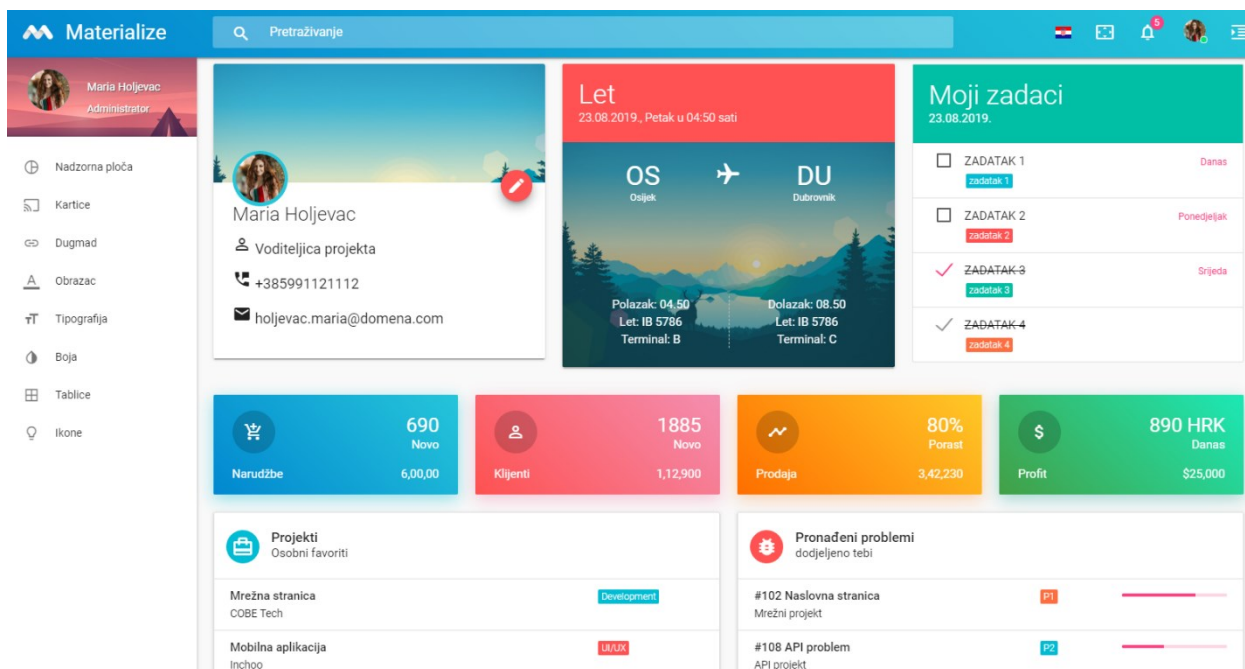 Materialize
Pretraživanje
5
Maria Holjevac
Administrator
Nadzorna ploča
Kartice
Dugmad
Obrazac
Tipografija
Boja
Tablice
Ikone
Maria Holjevac
Voditeljica projekta
+385991121112
holjevac.maria@domena.com
Let
23.08.2019., Petak u 04:50 sati
OS
Osijek
DU
Dubrovnik
Polazak: 04.50
Let: IB 5786
Terminal: B
Dolazak: 08.50
Let: IB 5786
Terminal: C
Moji zadaci
23.08.2019.
ZADATAK 1
Danas
zadatak 1
ZADATAK 2
Ponedjeljak
zadatak 2
ZADATAK 3
Srijeda
zadatak 3
ZADATAK 4
zadatak 4
690
Novo
Narudžbe
6,00,00
1885
Novo
Klijenti
1,12,900
80%
Porast
Prodaja
3,42,230
890 HRK
Danas
Profit
$25,000
Projekti
Osobni favoriti
Mrežna stranica
Development
COBE Tech
Mobilna aplikacija
UI/UX
Inchoo
Pronađeni problemi
dodjeljeno tebi
#102 Naslovna stranica
P1
Mrežni projekt
#108 API problem
P2
API projekt